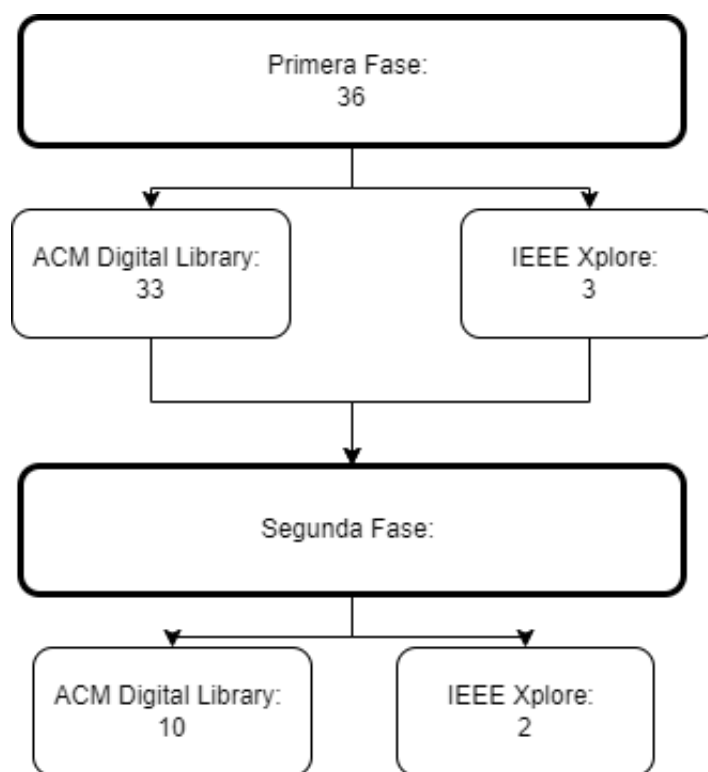 Primera Fase:
36
ACM Digital Library:
33
IEEE Xplore:
3
Segunda Fase:
ACM Digital Library:
10
IEEE Xplore:
2